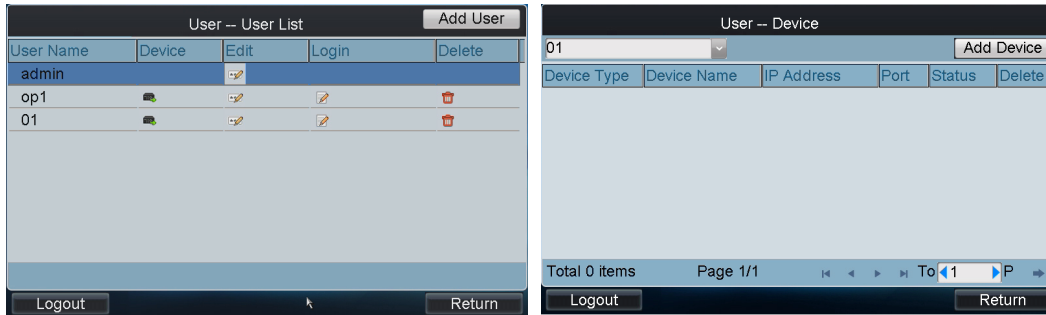 User -- User List
Add User
User Name Device Edit Login Delete
admin
op1
01
Logout Return
User -- Device
01 Add Device
Device Type Device Name IP Address Port Status Delete
Total 0 items Page 1/1 To 1 P
Logout Return